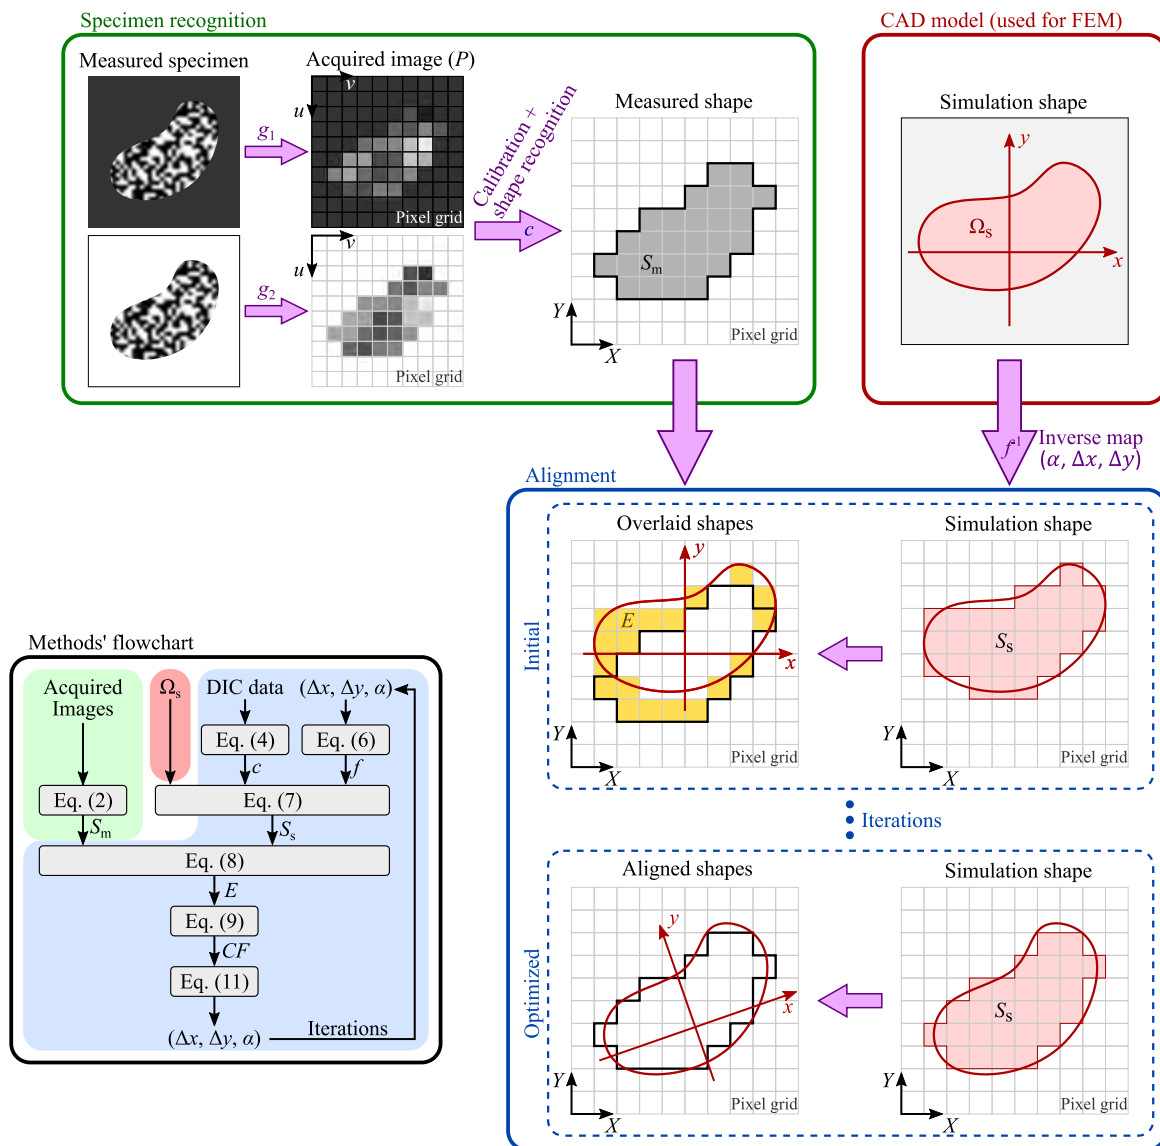 Specimen recognition
Measured specimen
g₁
g₂
Acquired image (P)
v
u
Pixel grid
v
u
Pixel grid
Calibration +
shape recognition
c
Measured shape
Sₘ
Y
X
Pixel grid
CAD model (used for FEM)
Simulation shape
y
Ωₛ
x
f⁻¹
Inverse map
(α, Δx, Δy)
Alignment
Initial
Overlaid shapes
y
E
x
Y
X
Pixel grid
Simulation shape
Sₛ
Y
X
Pixel grid
Iterations
Optimized
Aligned shapes
y
x
Y
X
Pixel grid
Simulation shape
Sₛ
Y
X
Pixel grid
Methods' flowchart
Acquired
Images
Ωₛ
DIC data
(Δx, Δy, α)
Eq. (4)
Eq. (6)
c
f
Eq. (2)
Eq. (7)
Sₘ
Sₛ
Eq. (8)
E
Eq. (9)
CF
Eq. (11)
(Δx, Δy, α)
Iterations